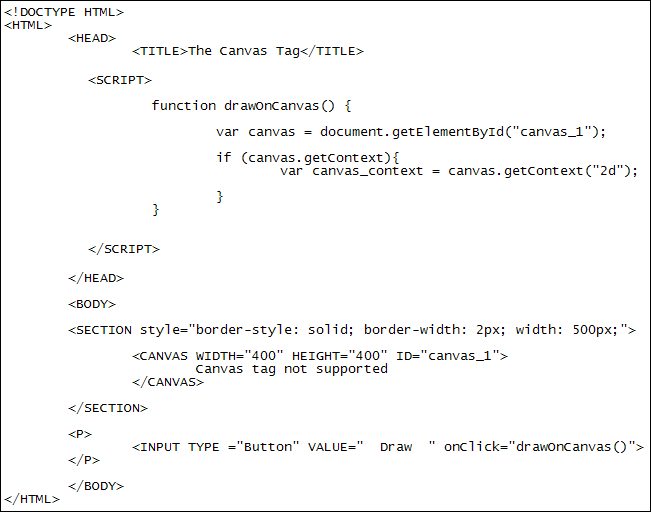 <!DOCTYPE HTML>
<HTML>
<HEAD>
<TITLE>The Canvas Tag</TITLE>
<SCRIPT>
function drawOnCanvas() {
var canvas = document.getElementById("canvas_1");
if (canvas.getContext){
var canvas_context = canvas.getContext("2d");
}
}
</SCRIPT>
</HEAD>
<BODY>
<SECTION style="border-style: solid; border-width: 2px; width: 500px;">
<CANVAS WIDTH="400" HEIGHT="400" ID="canvas_1">
Canvas tag not supported
</CANVAS>
</SECTION>
<P>
<INPUT TYPE ="Button" VALUE="  Draw  " onClick="drawOnCanvas()">
</P>
</BODY>
</HTML>